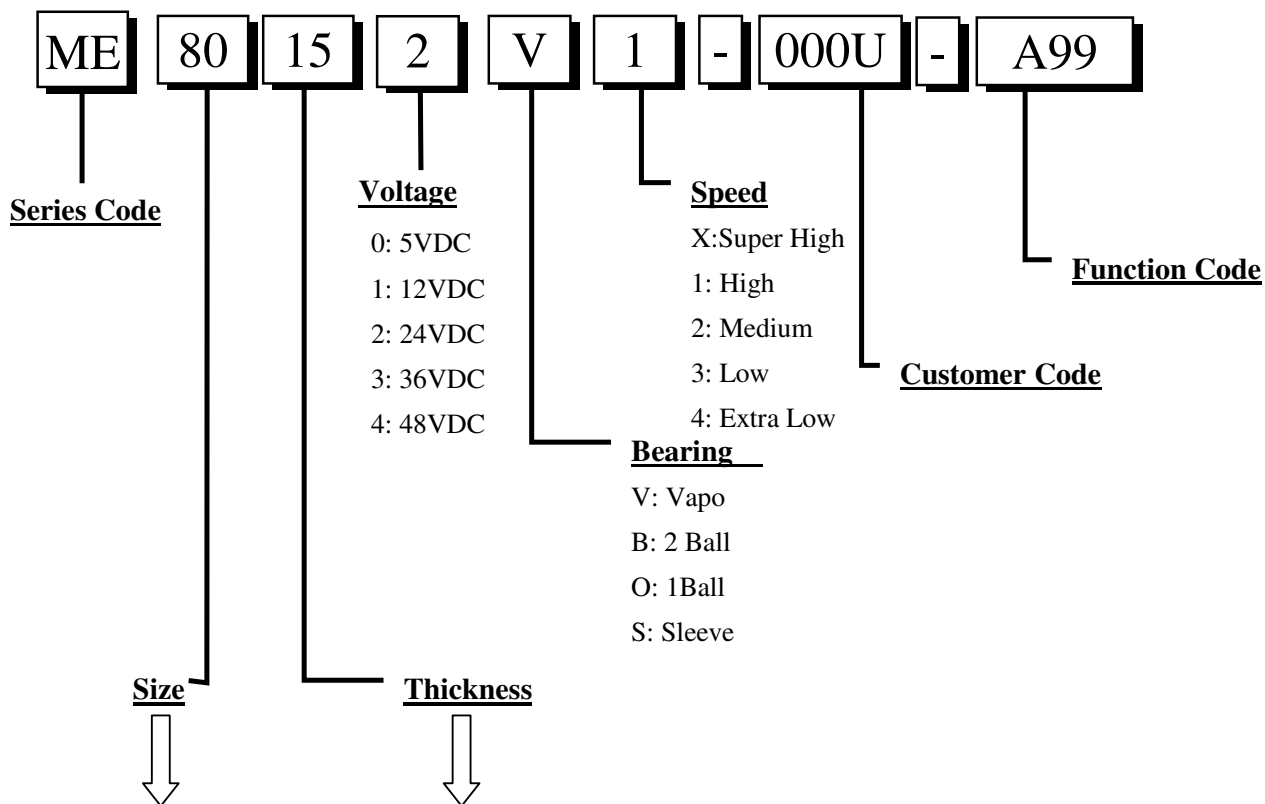 ME 80 15 2 V 1 - 000U - A99
Series Code
Voltage
0: 5VDC
1: 12VDC
2: 24VDC
3: 36VDC
4: 48VDC
Speed
X:Super High
1: High
2: Medium
3: Low
4: Extra Low
Function Code
Customer Code
Bearing
V: Vapo
B: 2 Ball
O: 1Ball
S: Sleeve
Size
Thickness